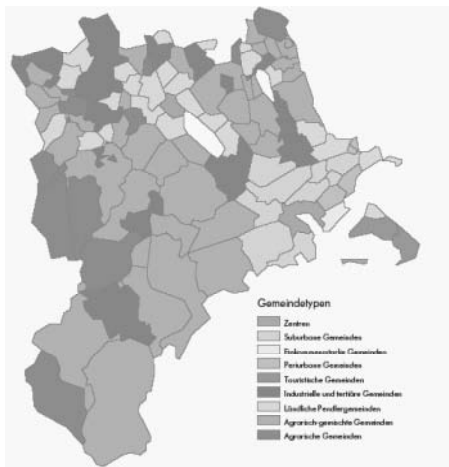 Gemeindetypen
Zentren
Suburbane Gemeinden
Einkommensstarke Gemeinden
Periurbane Gemeinden
Touristische Gemeinden
Industrielle und tertiäre Gemeinden
Ländliche Pendlergemeinden
Agrarisch-gemischte Gemeinden
Agrarische Gemeinden